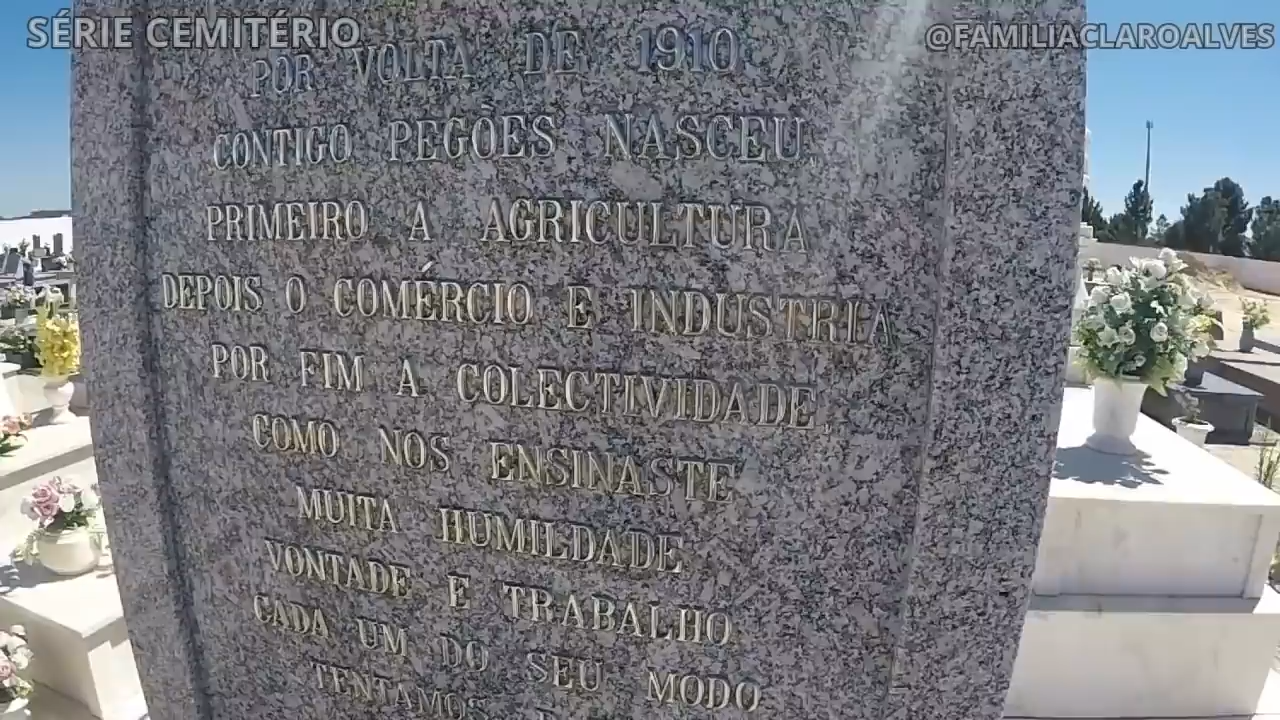 SÉRIE CEMITÉRIO
@FAMILIACLAROALVES
POR VOLTA DE 1910
CONTIGO PEGÕES NASCEU
PRIMEIRO A AGRICULTURA
DEPOIS O COMÉRCIO E INDUSTRIA
POR FIM A COLECTIVIDADE
COMO NOS ENSINASTE
MUITA HUMILDADE
VONTADE E TRABALHO
CADA UM DO SEU MODO
TENTAMOS